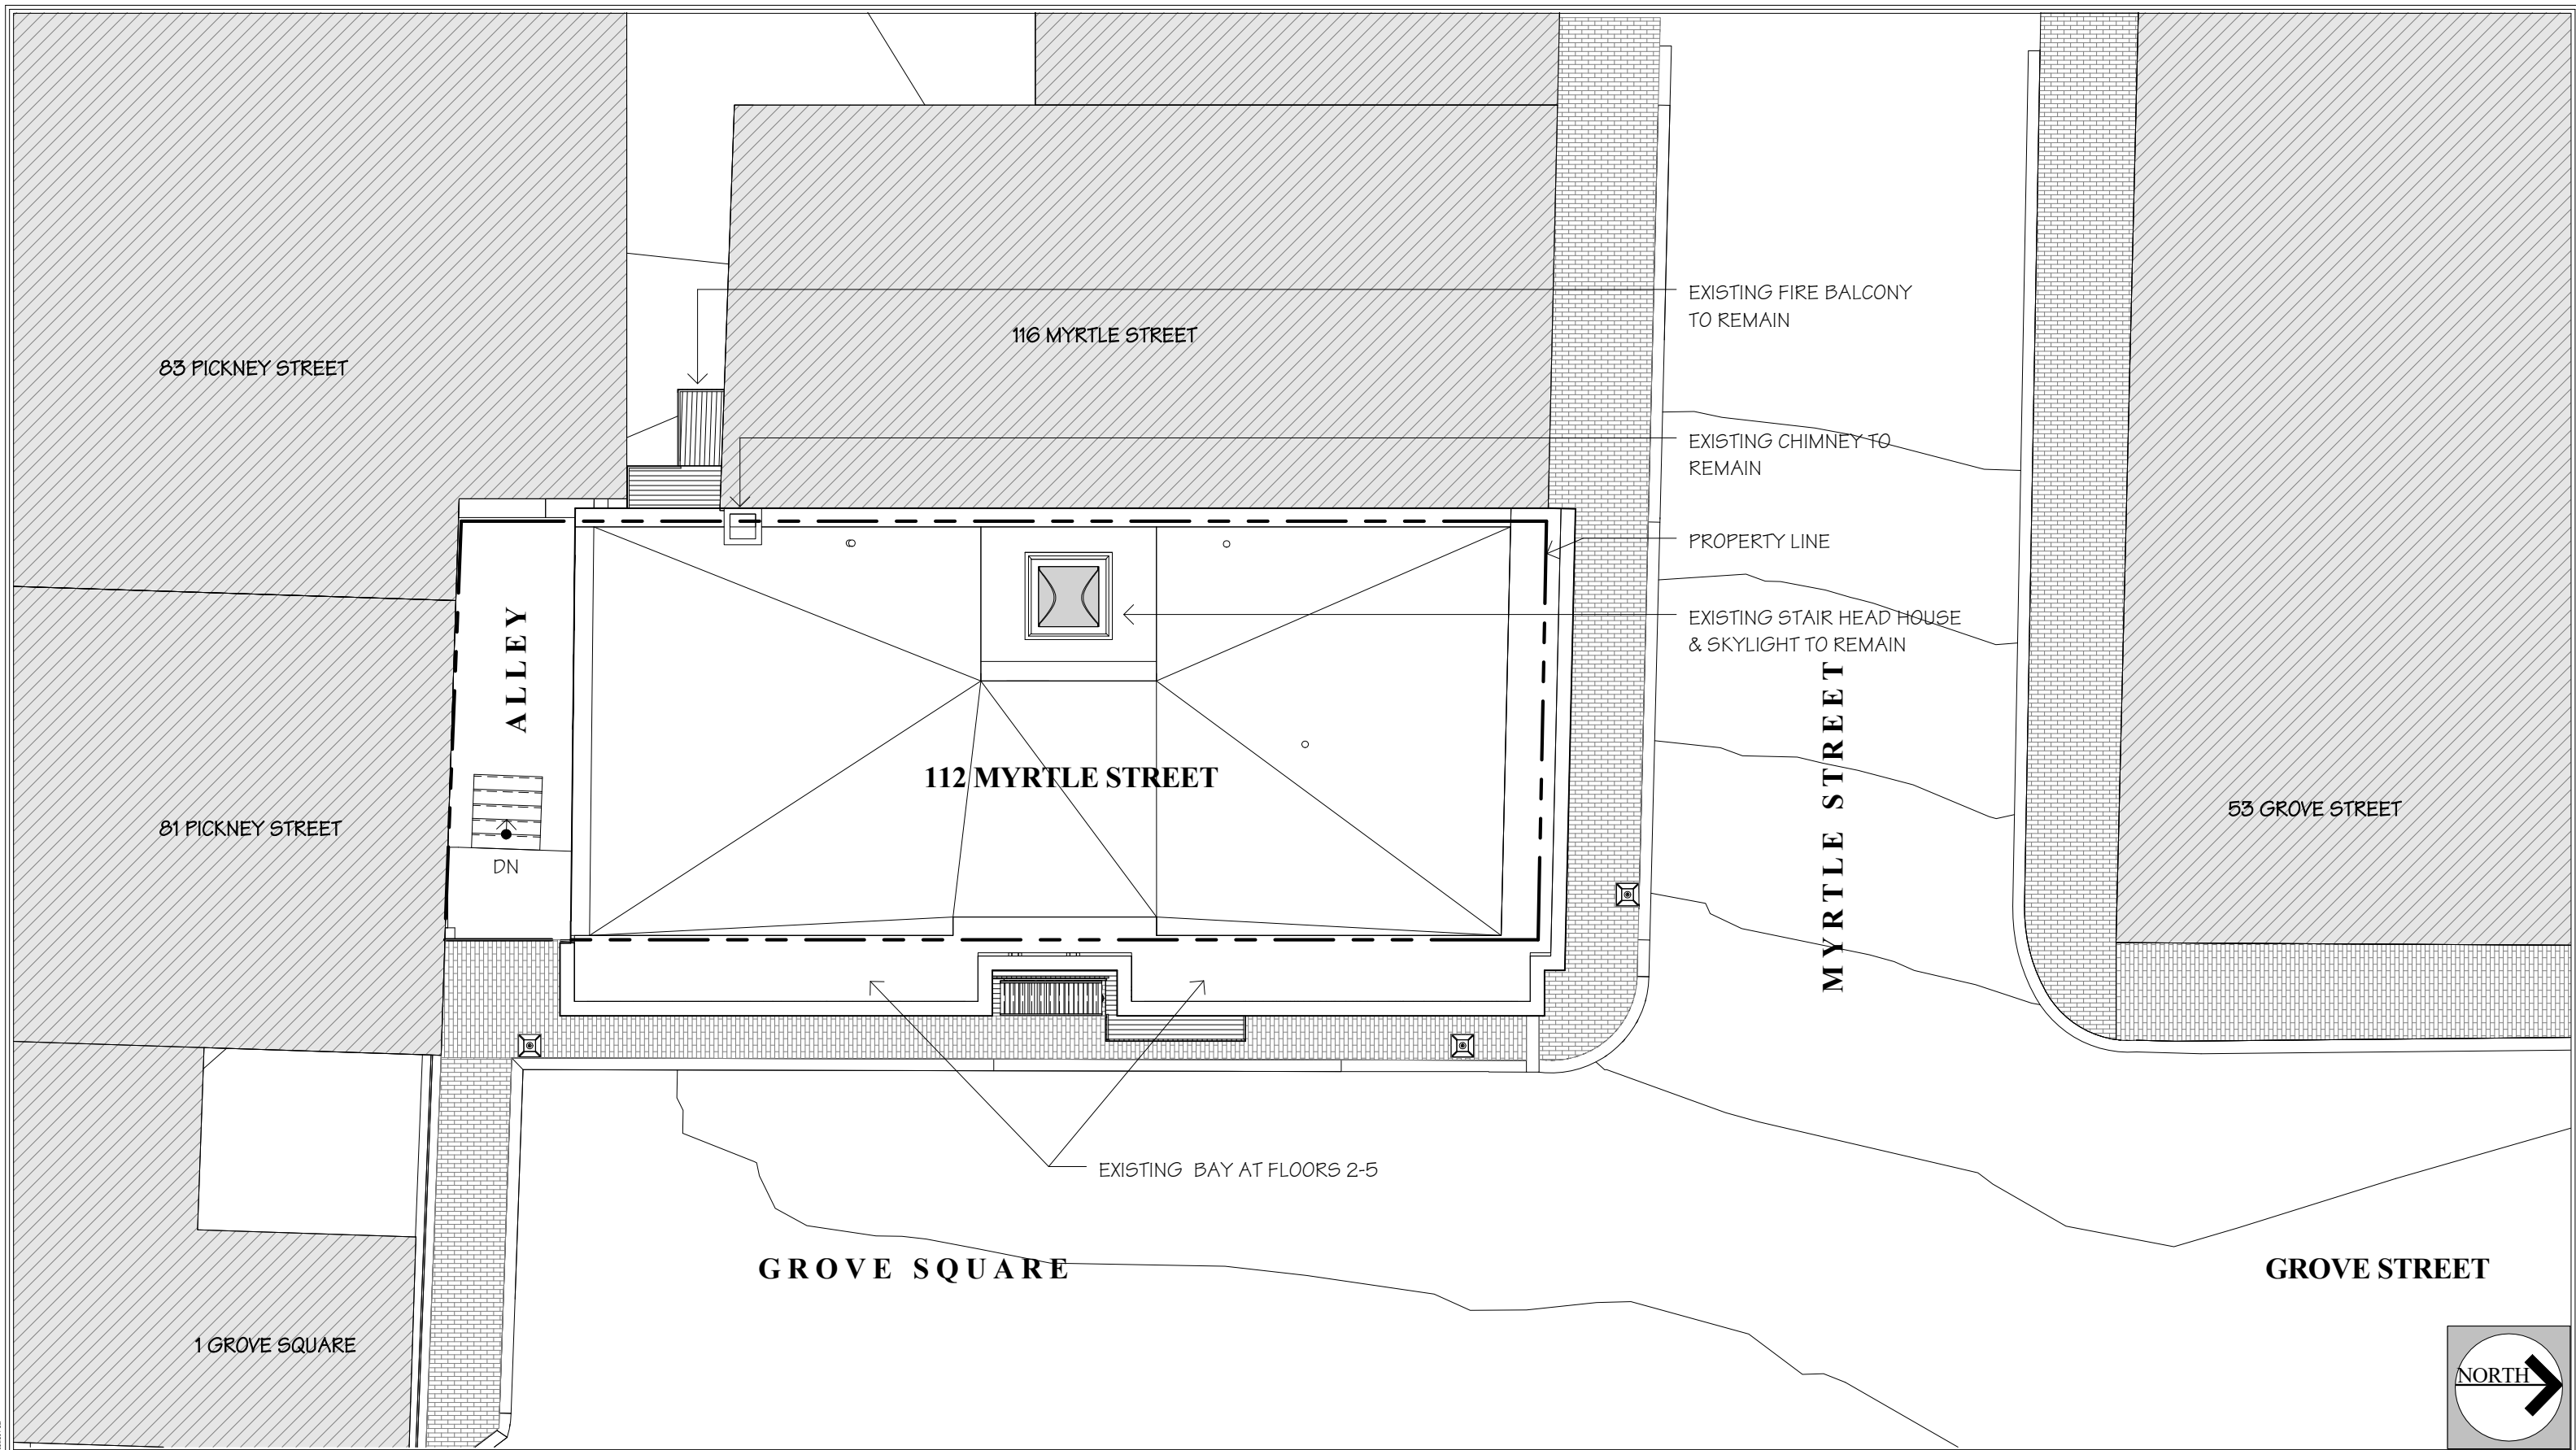 EXISTING FIRE BALCONY
TO REMAIN
116 MYRTLE STREET
83 PICKNEY STREET
EXISTING CHIMNEY TO
REMAIN
PROPERTY LINE
EXISTING STAIR HEAD HOUSE
& SKYLIGHT TO REMAIN
ALLEY
112 MYRTLE STREET
MYRTLE STREET
53 GROVE STREET
81 PICKNEY STREET
DN
EXISTING BAY AT FLOORS 2-5
GROVE SQUARE
GROVE STREET
1 GROVE SQUARE
NORTH